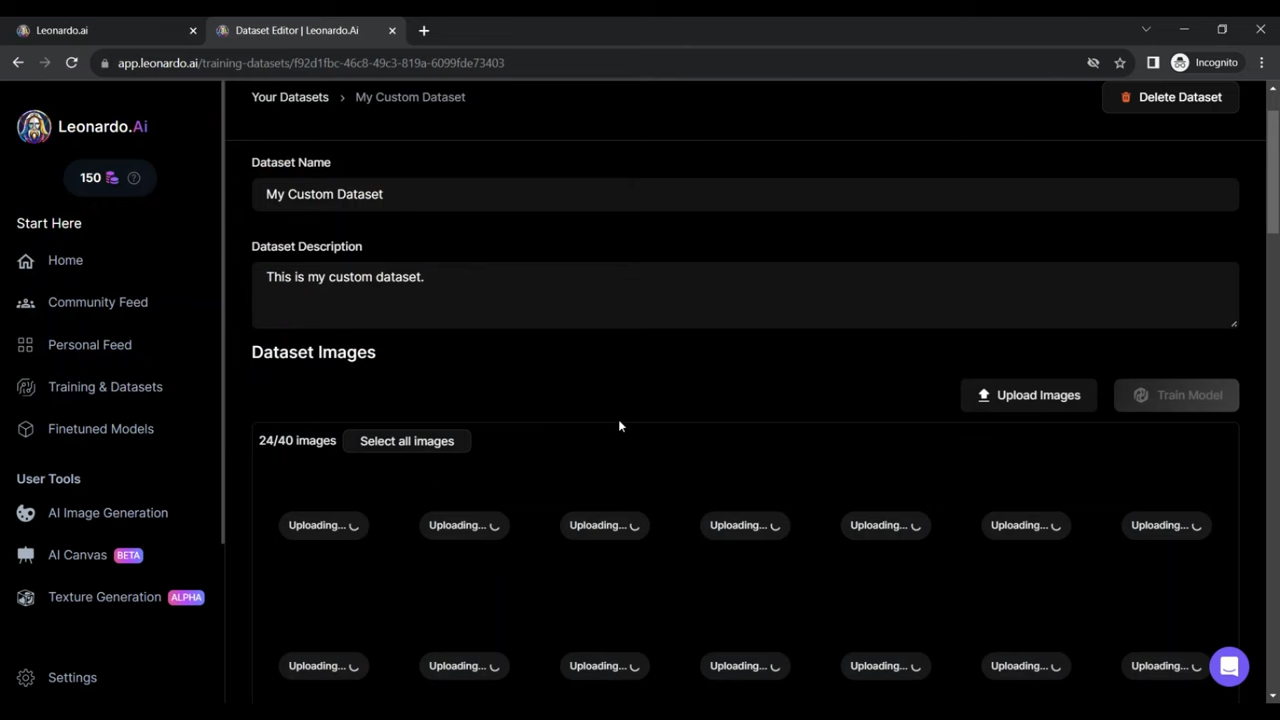 Leonardo.ai
Dataset Editor | Leonardo.Ai
app.leonardo.ai/training-datasets/f92d1fbc-46c8-49c3-819a-6099fde73403
Incognito
Leonardo.Ai
150
Start Here
Home
Community Feed
Personal Feed
Training & Datasets
Finetuned Models
User Tools
AI Image Generation
AI Canvas BETA
Texture Generation ALPHA
Settings
Your Datasets > My Custom Dataset
Delete Dataset
Dataset Name
My Custom Dataset
Dataset Description
This is my custom dataset.
Dataset Images
Upload Images Train Model
24/40 images Select all images
Uploading... Uploading... Uploading... Uploading... Uploading... Uploading... Uploading...
Uploading... Uploading... Uploading... Uploading... Uploading... Uploading... Uploading...